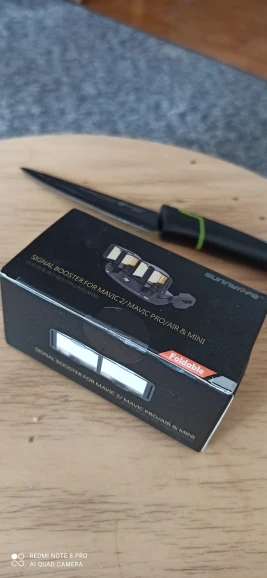 SUNNYLIFE
SIGNAL BOOSTER FOR MAVIC 2/ MAVIC PRO/AIR & MINI
Foldable
SIGNAL BOOSTER FOR MAVIC 2/ MAVIC PRO/AIR & MINI
REDMI NOTE 8 PRO
AI QUAD CAMERA